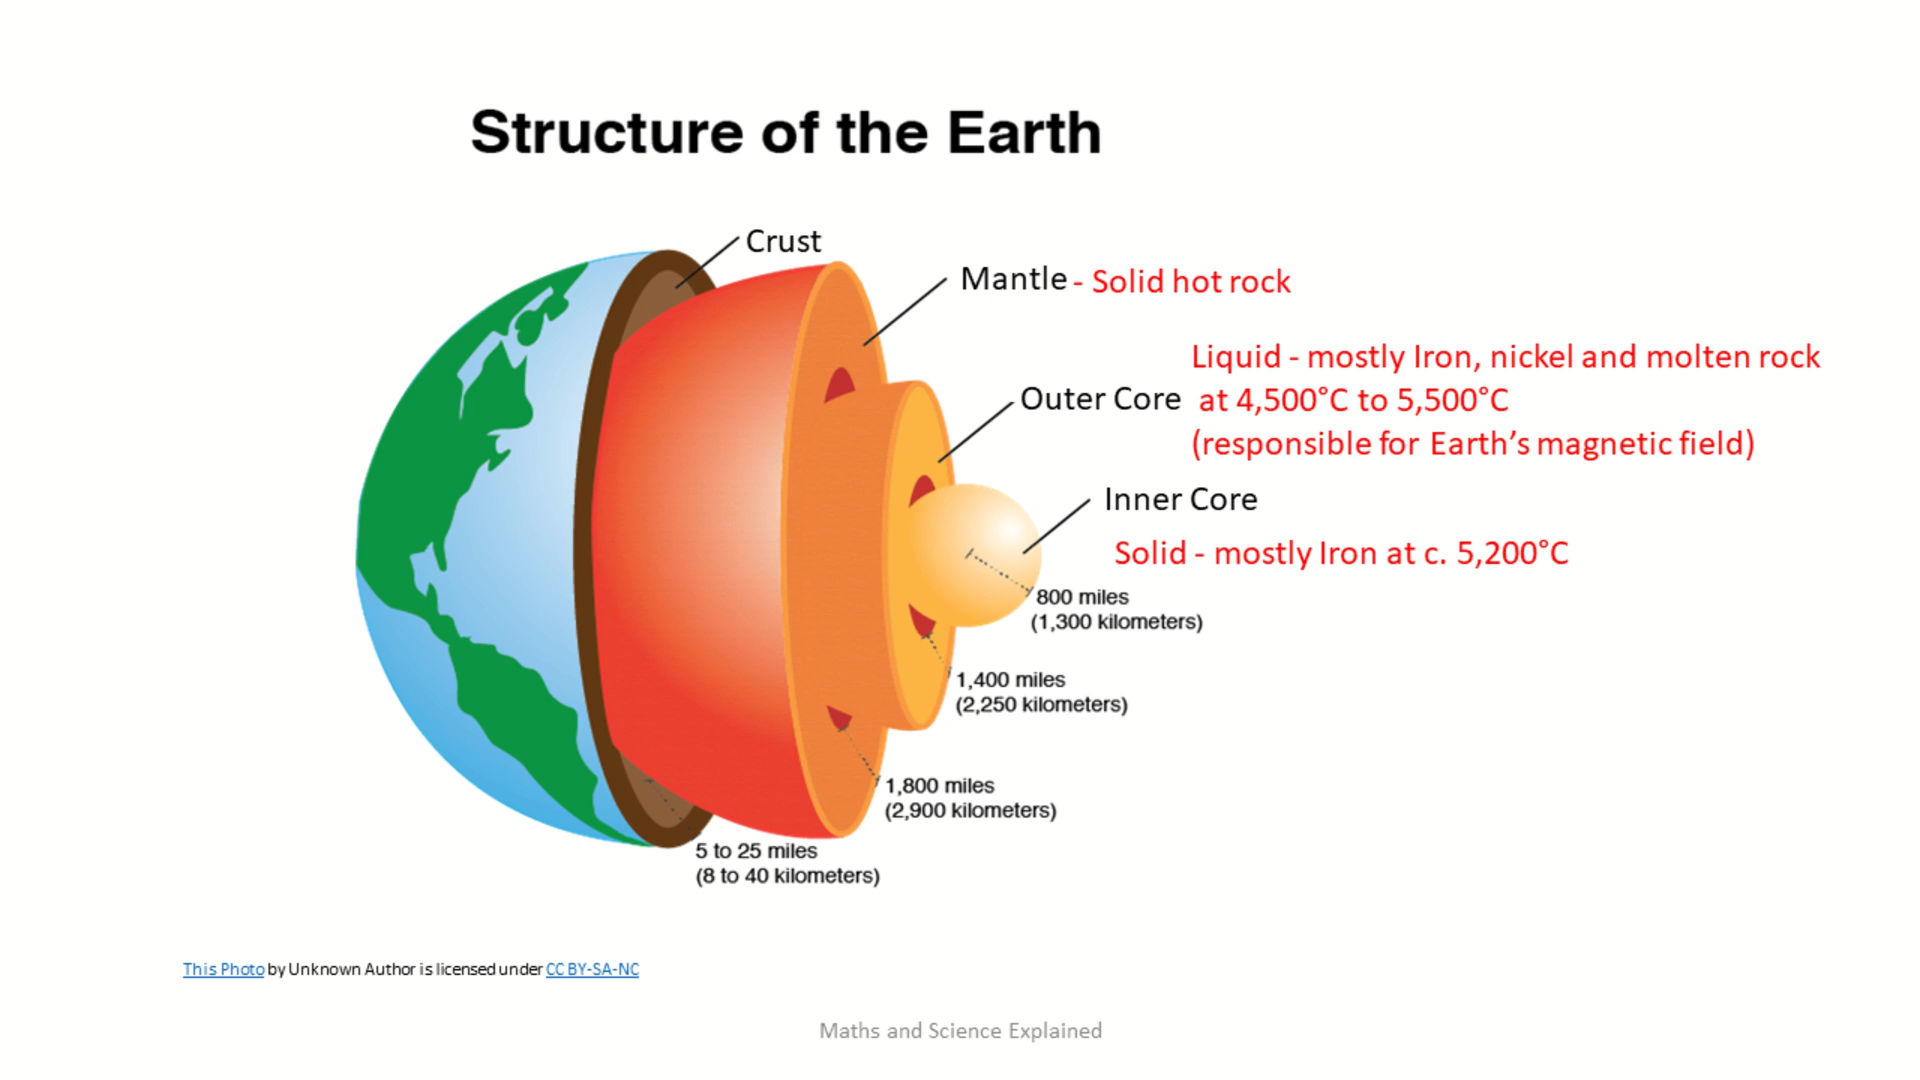 Structure of the Earth
Crust
Mantle - Solid hot rock
Liquid - mostly Iron, nickel and molten rock
Outer Core at 4,500°C to 5,500°C
(responsible for Earth’s magnetic field)
Inner Core
Solid - mostly Iron at c. 5,200°C
800 miles
(1,300 kilometers)
1,400 miles
(2,250 kilometers)
1,800 miles
(2,900 kilometers)
5 to 25 miles
(8 to 40 kilometers)
This Photo by Unknown Author is licensed under CC BY-SA-NC
Maths and Science Explained